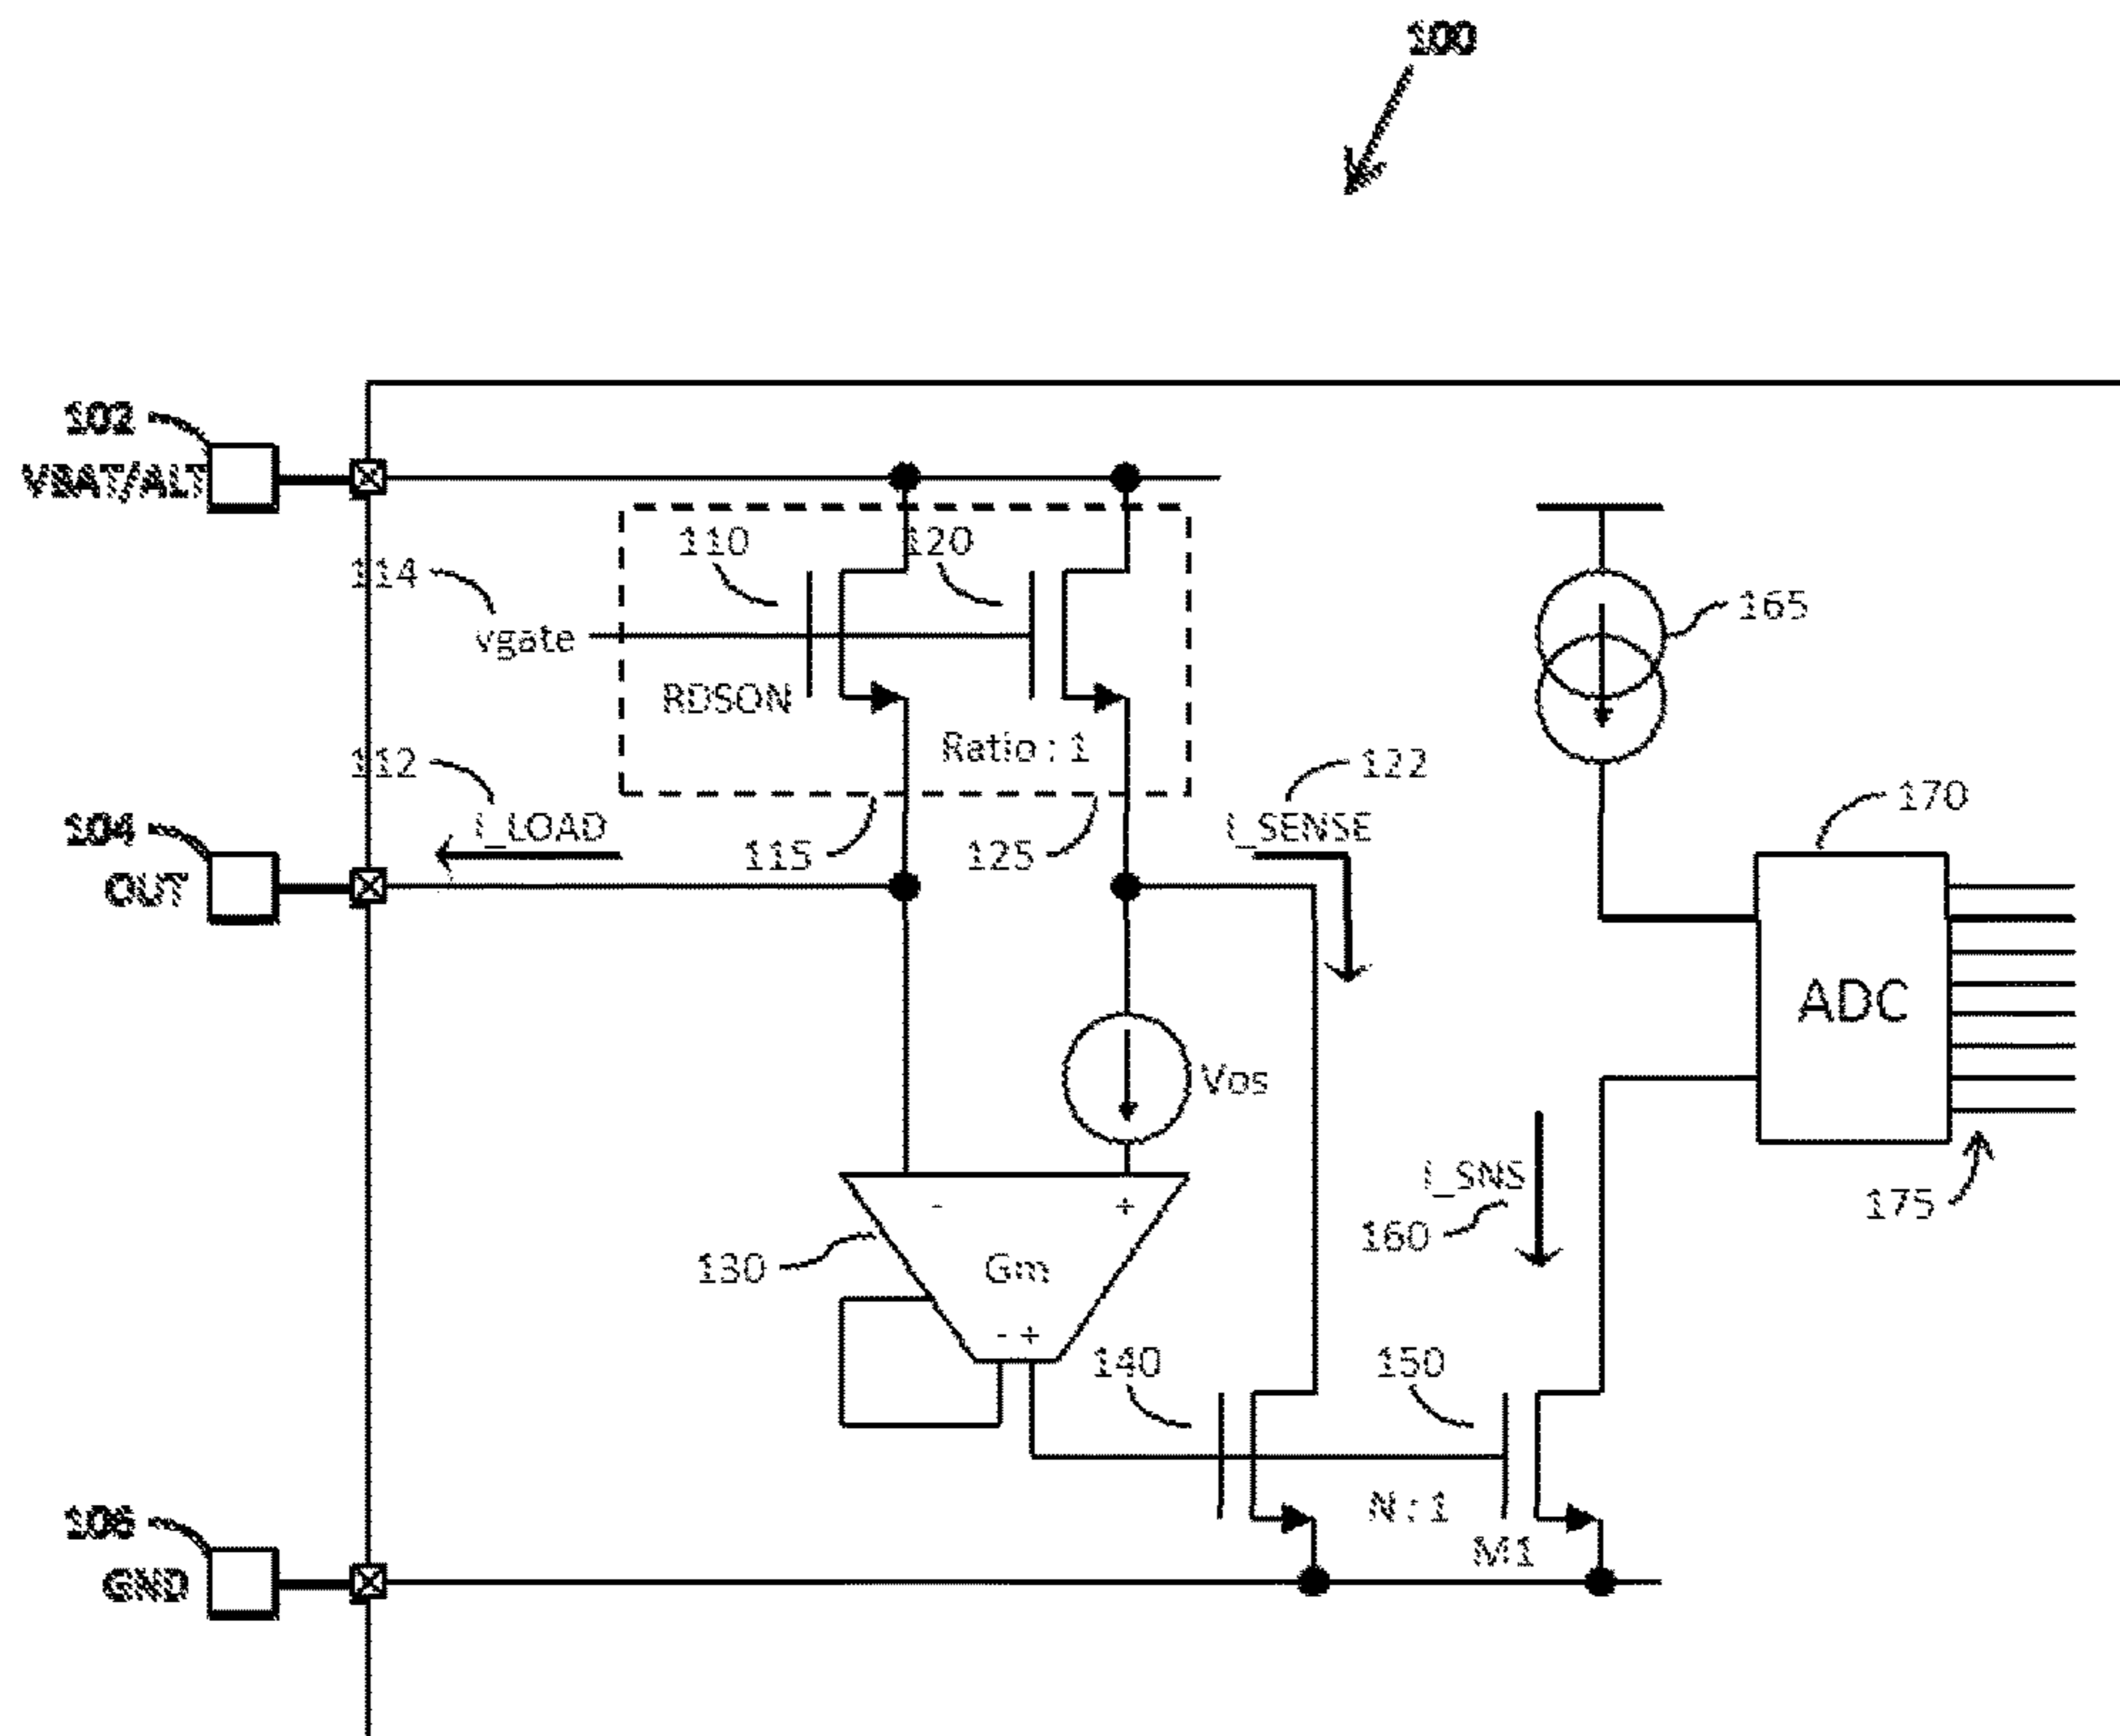 100
102
VBAT/ALT
110
120
114
vgate
165
RDSON
Ratio : 1
112
122
170
104
I_LOAD
I_SENSE
115
125
OUT
ADC
Vos
I_SNS
175
- +
160
130
Gm
- +
140
150
106
N : 1
M1
GND